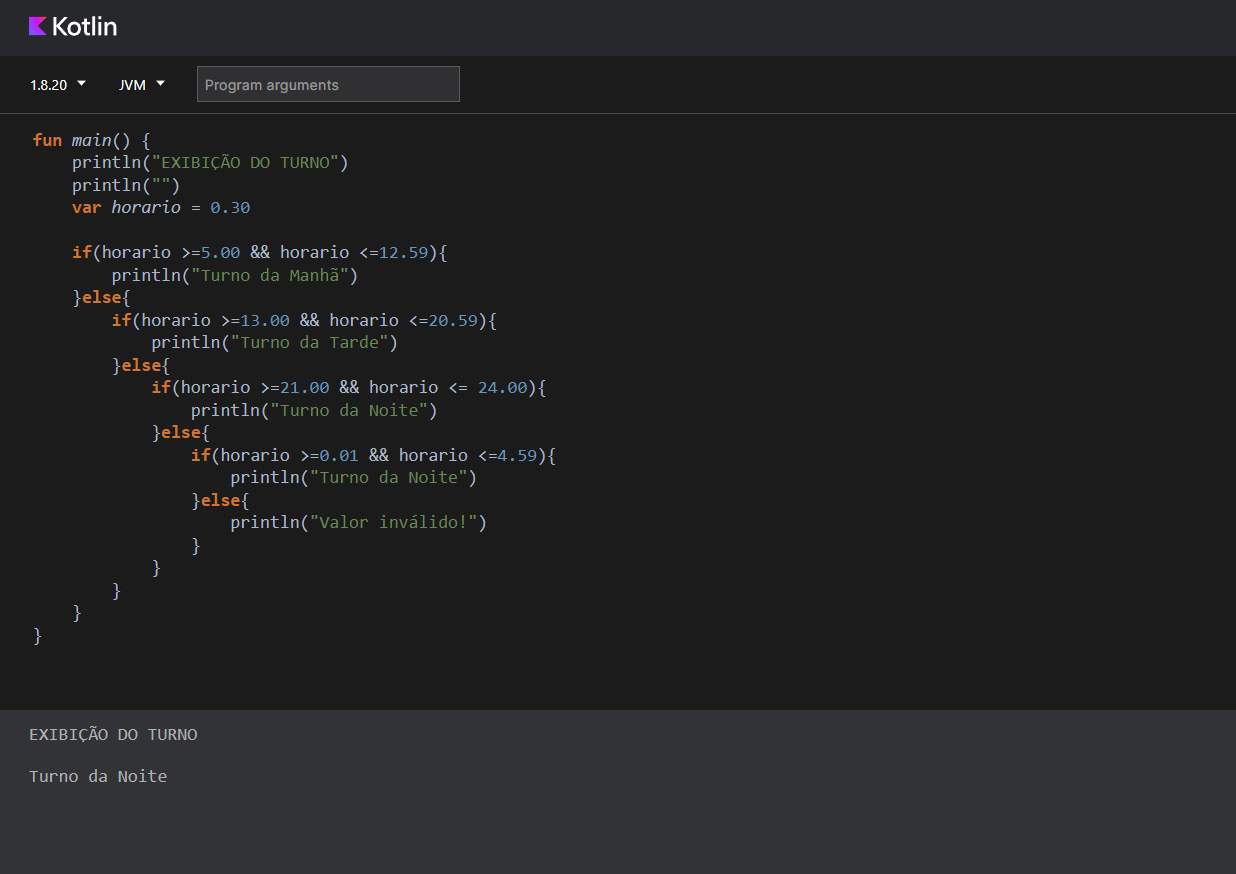 Kotlin
1.8.20 JVM Program arguments
fun main() {
    println("EXIBIÇÃO DO TURNO")
    println("")
    var horario = 0.30

    if(horario >=5.00 && horario <=12.59){
        println("Turno da Manhã")
    }else{
        if(horario >=13.00 && horario <=20.59){
            println("Turno da Tarde")
        }else{
            if(horario >=21.00 && horario <= 24.00){
                println("Turno da Noite")
            }else{
                if(horario >=0.01 && horario <=4.59){
                    println("Turno da Noite")
                }else{
                    println("Valor inválido!")
                }
            }
        }
    }
}
EXIBIÇÃO DO TURNO

Turno da Noite